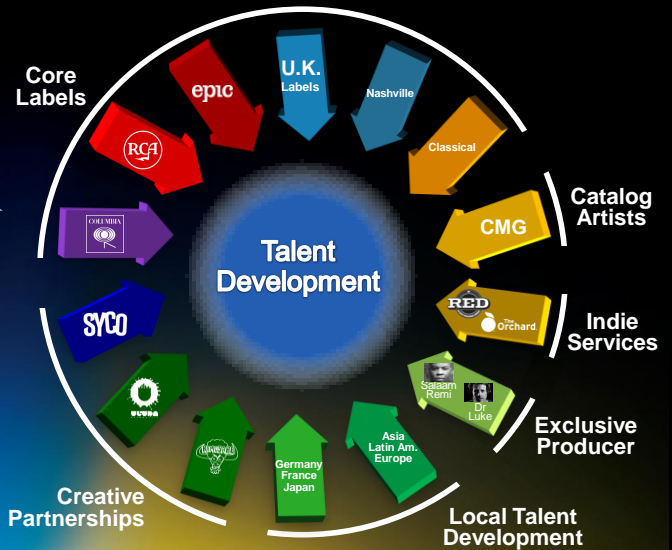 Core
Labels
epic
U.K.
Labels
Nashville
RCA
Classical
COLUMBIA
Catalog
Artists
CMG
Talent
Development
SYCO
RED
The
Orchard
Indie
Services
ULTRA
Salaam
Remi
Dr
Luke
Exclusive
Producer
Asia
Latin Am.
Europe
Germany
France
Japan
Creative
Partnerships
Local Talent
Development